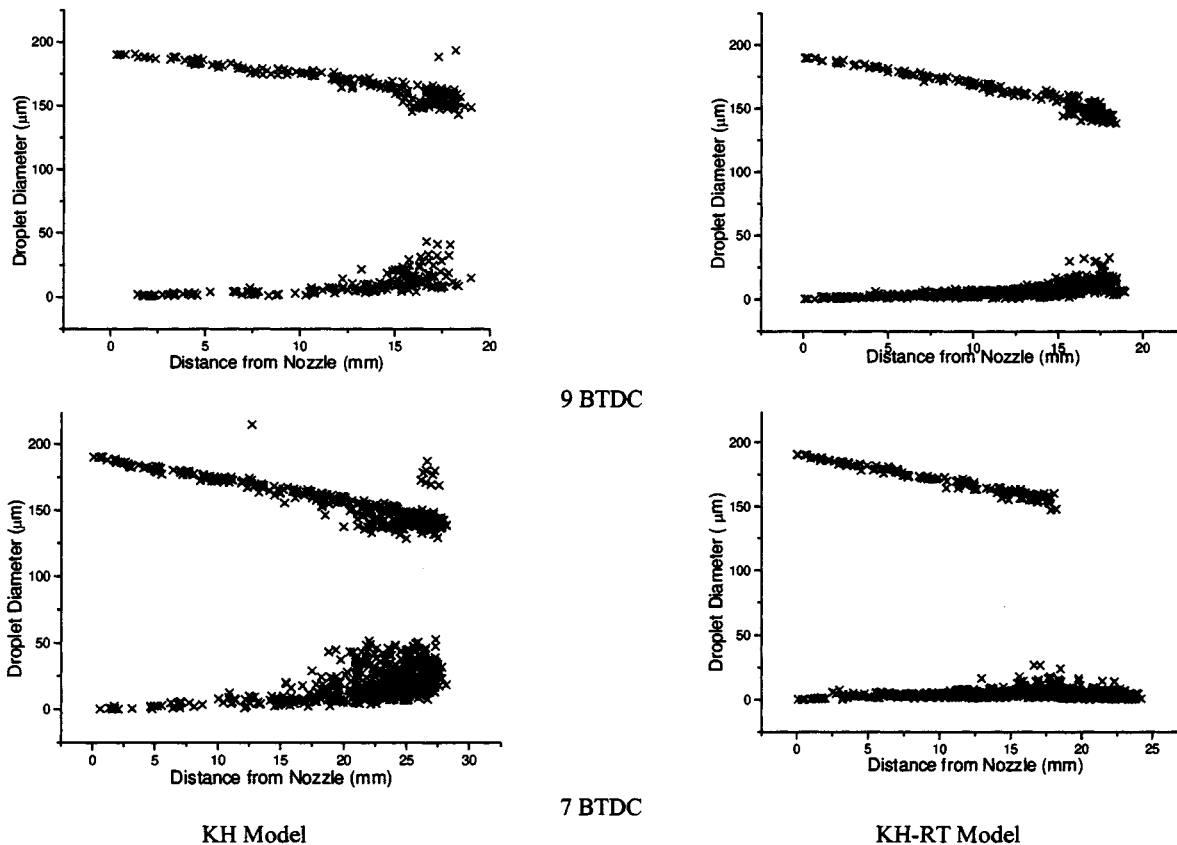 200
150
100
50
0
Droplet Diameter (μm)
0 5 10 15 20
Distance from Nozzle (mm)
200
150
100
50
0
Droplet Diameter (μm)
0 5 10 15 20
Distance from Nozzle (mm)
9 BTDC
200
150
100
50
0
Droplet Diameter (μm)
0 5 10 15 20 25 30
Distance from Nozzle (mm)
200
150
100
50
0
Droplet Diameter ( μm)
0 5 10 15 20 25
Distance from Nozzle (mm)
7 BTDC
KH Model
KH-RT Model